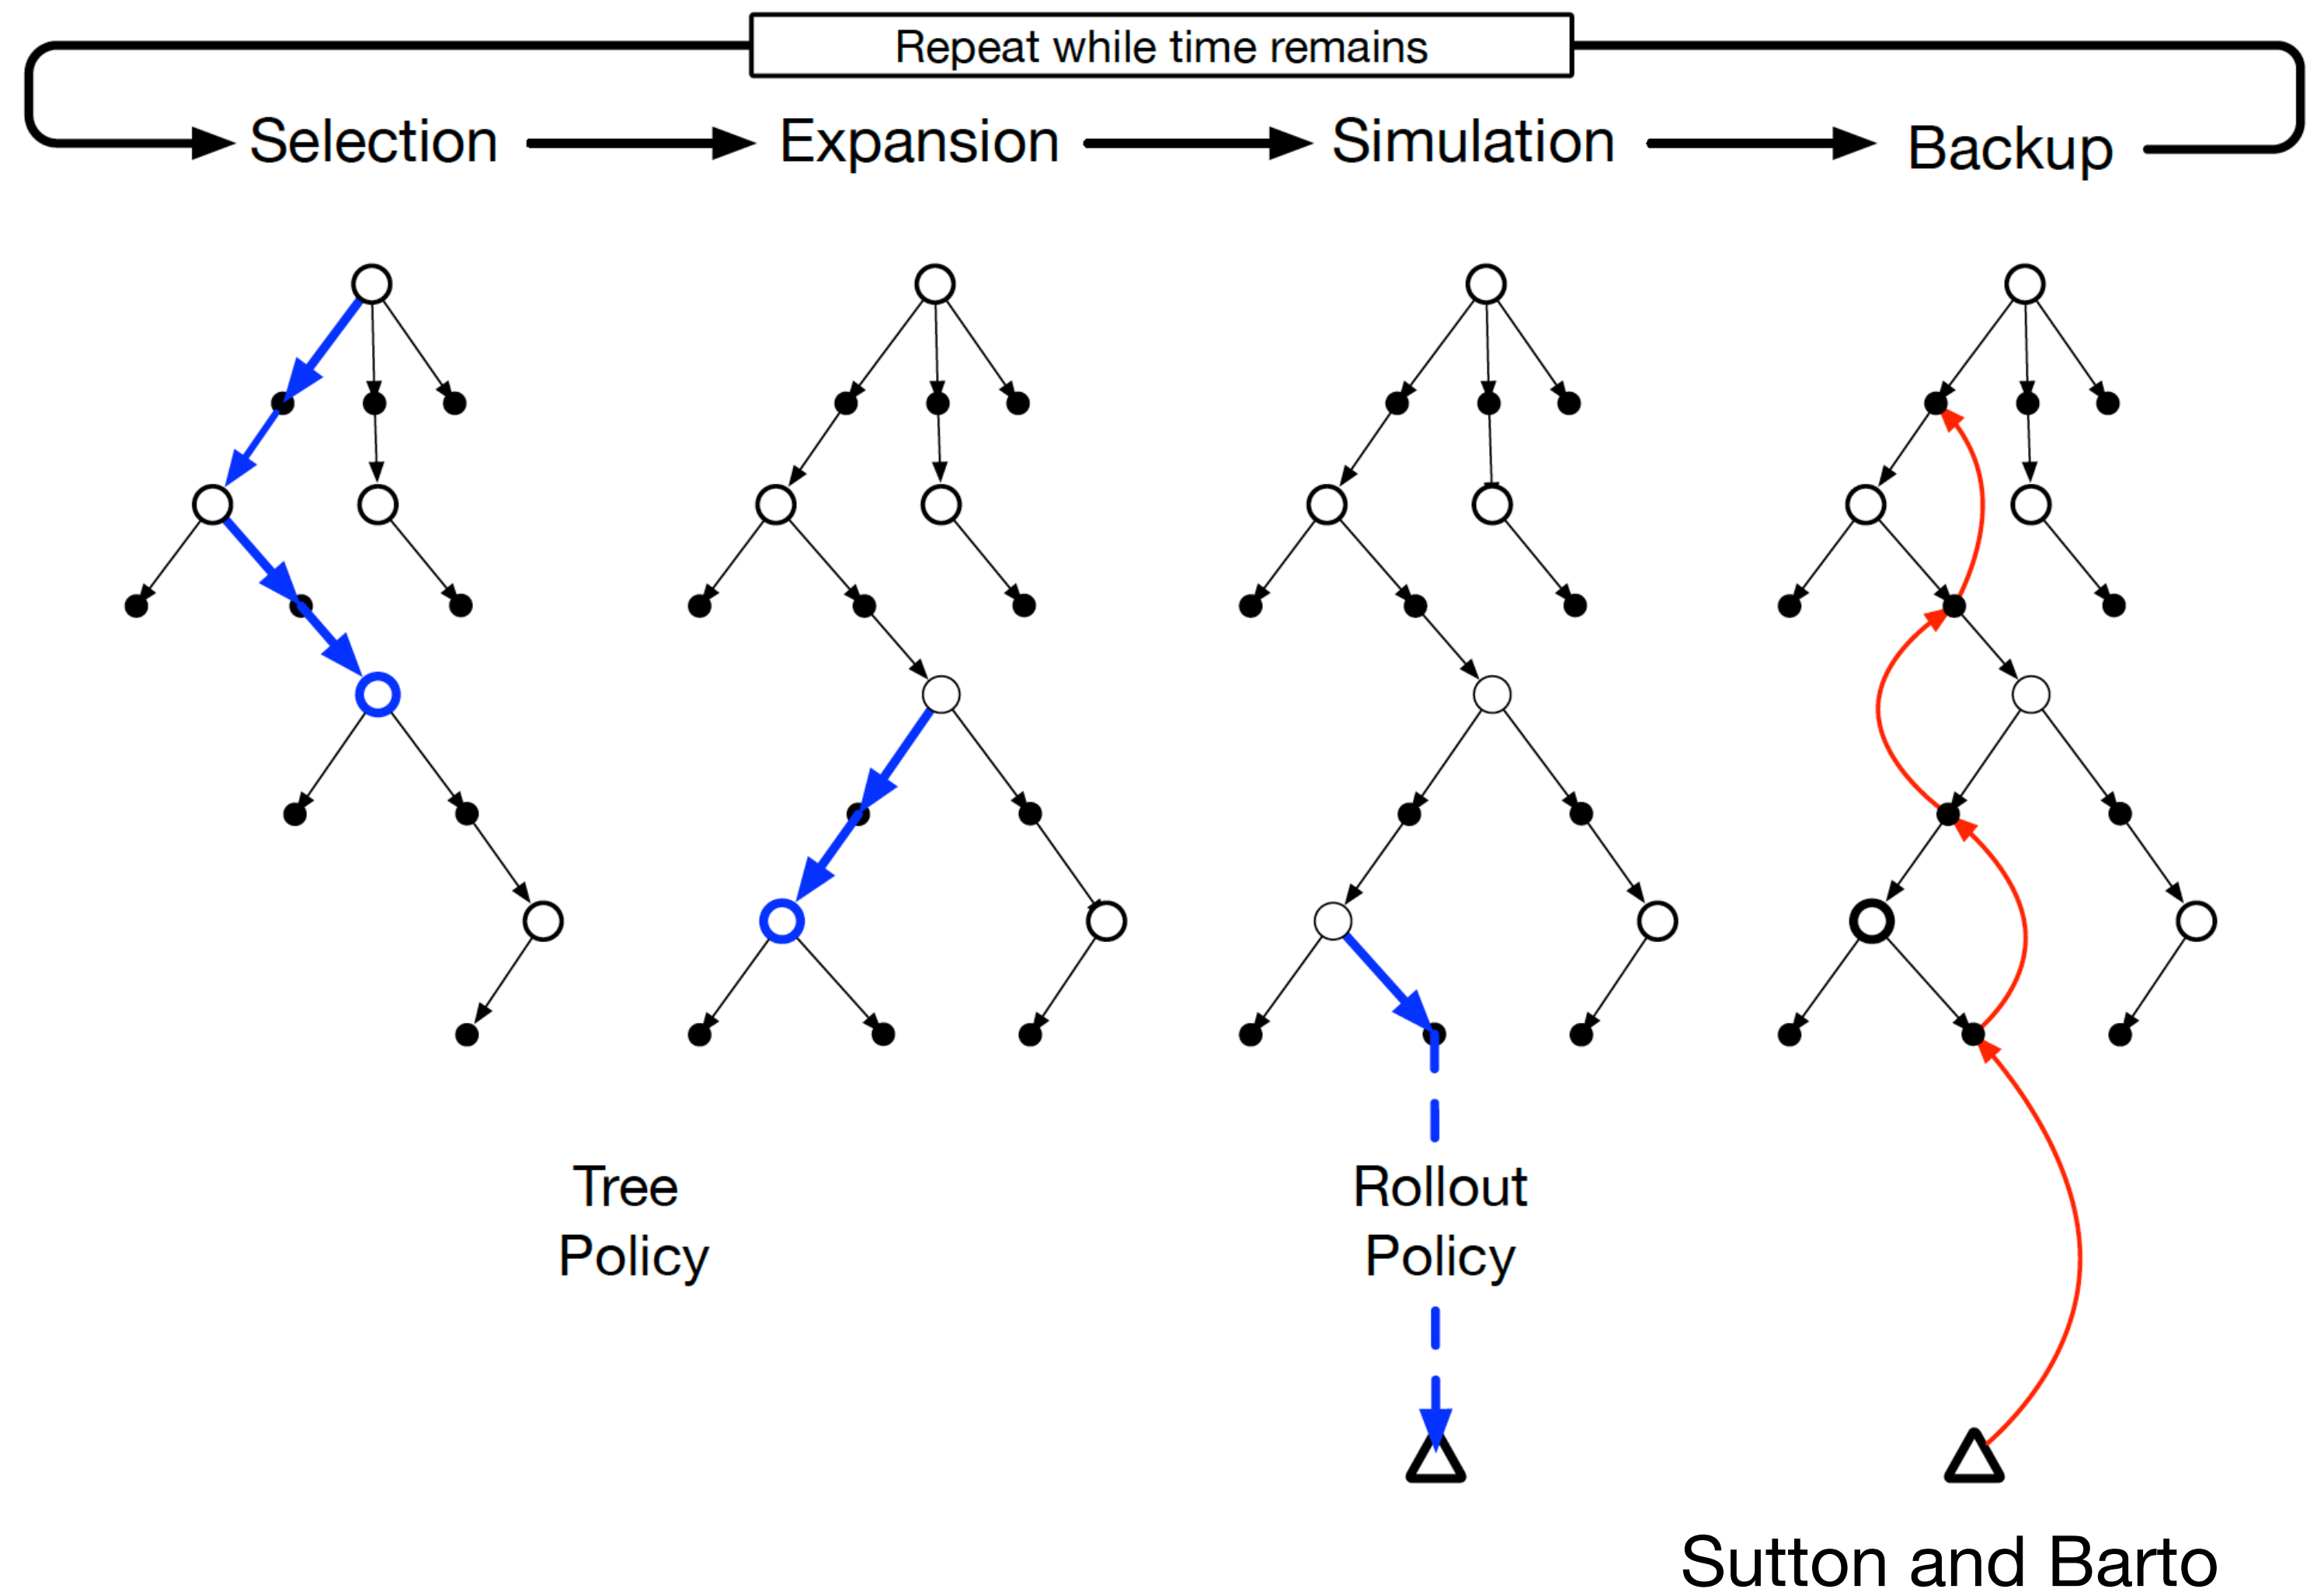 Repeat while time remains
Selection
Expansion
Simulation
Backup
Tree
Policy
Rollout
Policy
Sutton and Barto